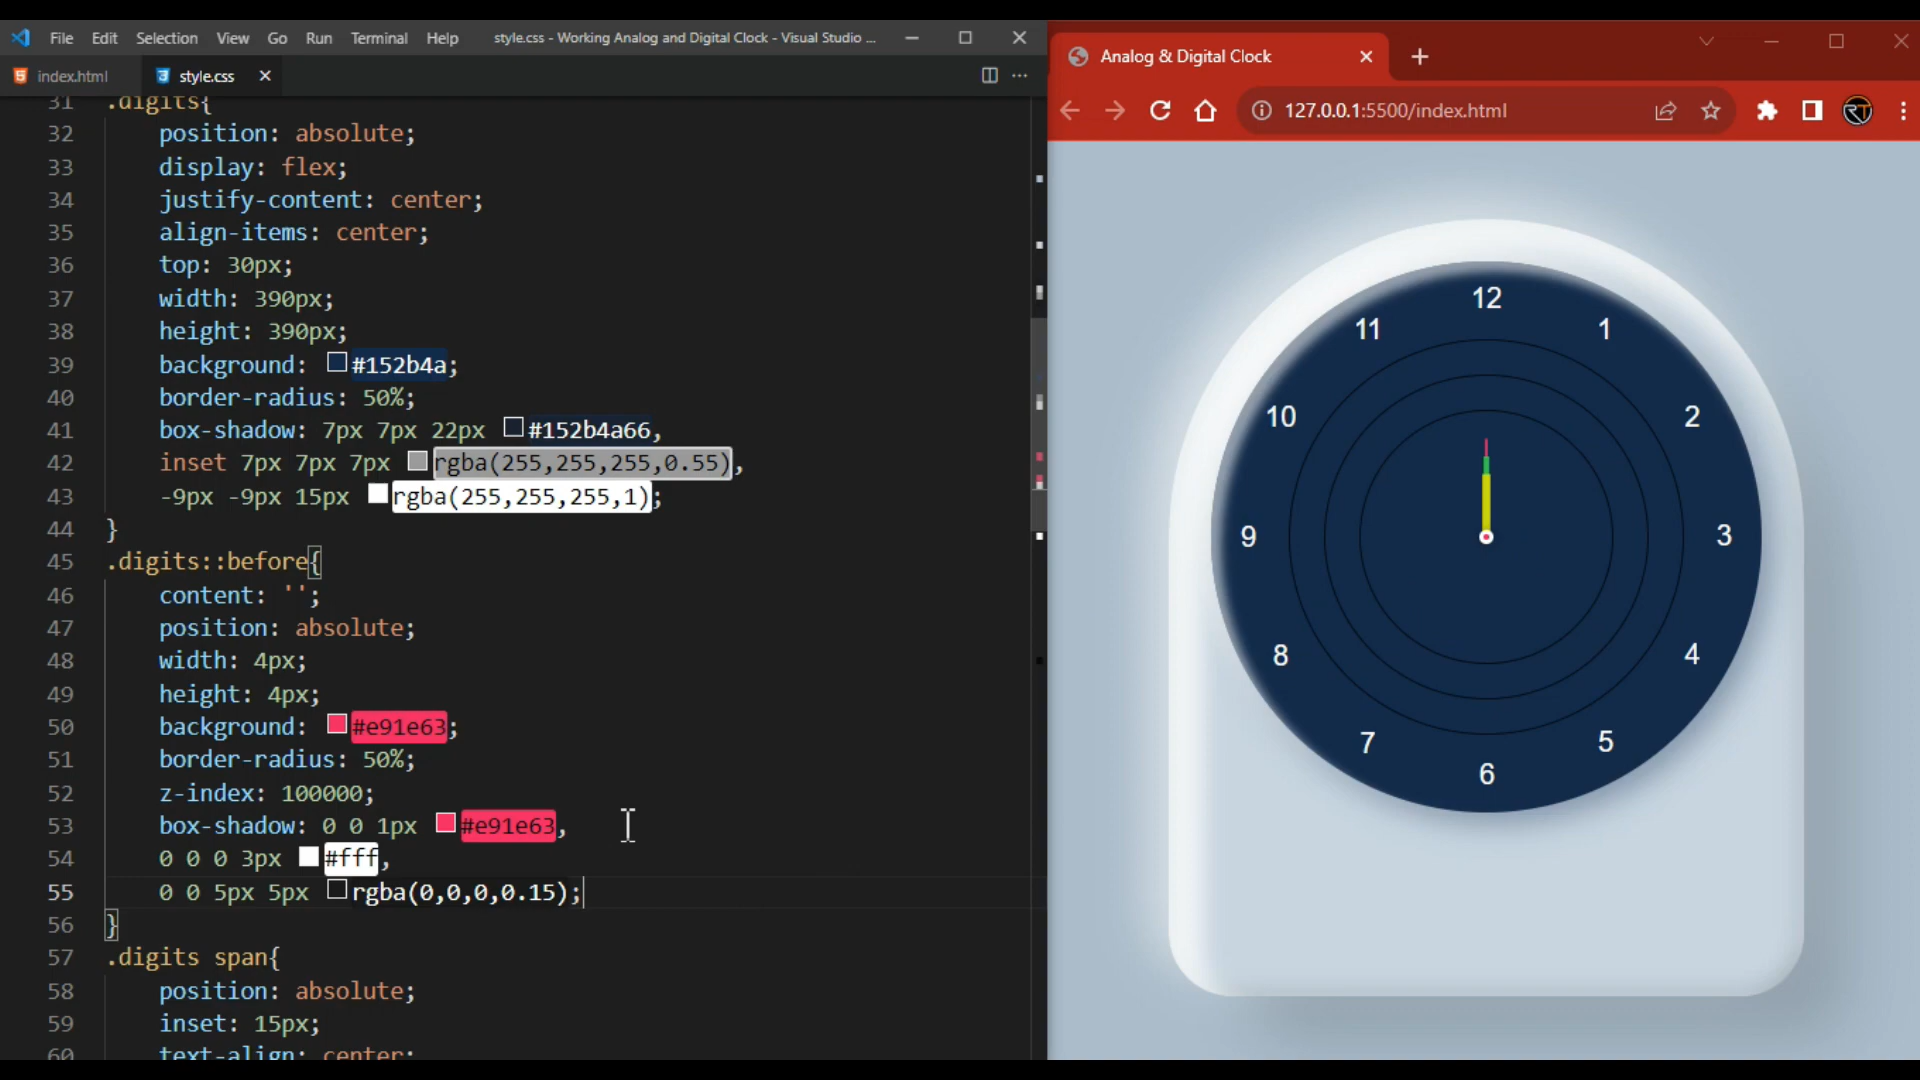 File Edit Selection View Go Run Terminal Help style.css - Working Analog and Digital Clock - Visual Studio ...
index.html style.css
31 .digits{
32 position: absolute;
33 display: flex;
34 justify-content: center;
35 align-items: center;
36 top: 30px;
37 width: 390px;
38 height: 390px;
39 background: #152b4a;
40 border-radius: 50%;
41 box-shadow: 7px 7px 22px #152b4a66,
42 inset 7px 7px 7px rgba(255,255,255,0.55),
43 -9px -9px 15px rgba(255,255,255,1);
44 }
45 .digits::before{
46 content: '';
47 position: absolute;
48 width: 4px;
49 height: 4px;
50 background: #e91e63;
51 border-radius: 50%;
52 z-index: 100000;
53 box-shadow: 0 0 1px #e91e63,
54 0 0 0 3px #fff,
55 0 0 5px 5px rgba(0,0,0,0.15);
56 }
57 .digits span{
58 position: absolute;
59 inset: 15px;
60 text-align: center;
Analog & Digital Clock
127.0.0.1:5500/index.html
RT
12
1
2
3
4
5
6
7
8
9
10
11